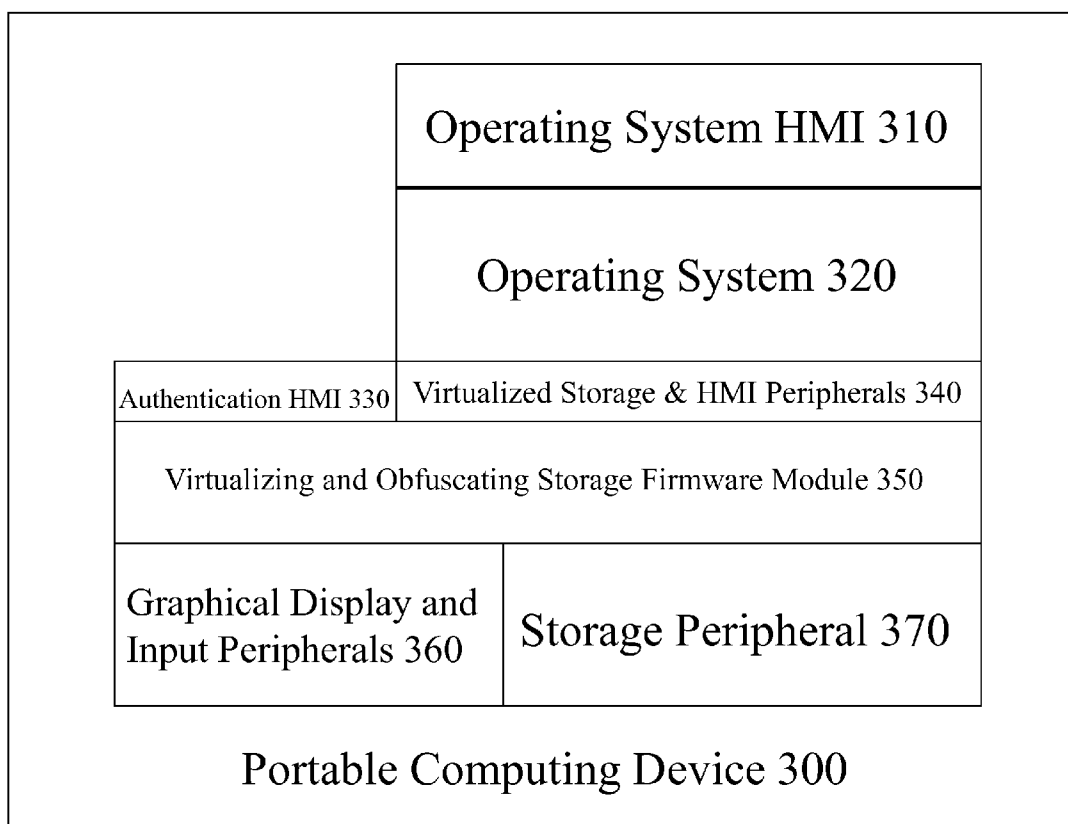 Operating System HMI 310
Operating System 320
Authentication HMI 330
Virtualized Storage & HMI Peripherals 340
Virtualizing and Obfuscating Storage Firmware Module 350
Graphical Display and
Input Peripherals 360
Storage Peripheral 370
Portable Computing Device 300